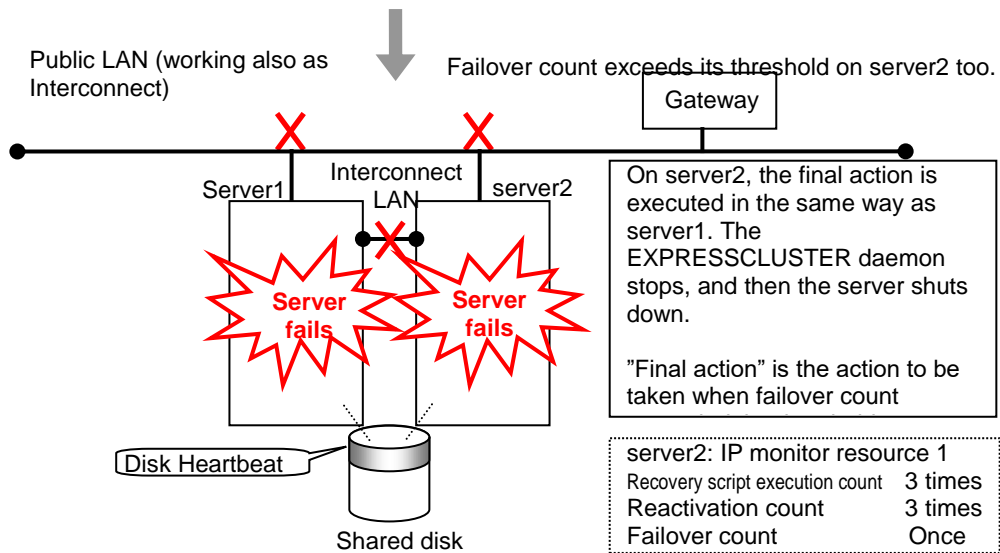 Public LAN (working also as
Interconnect)
Failover count exceeds its threshold on server2 too.
Gateway
Server1
Interconnect
LAN
server2
Server
fails
Server
fails
On server2, the final action is
executed in the same way as
server1. The
EXPRESSCLUSTER daemon
stops, and then the server shuts
down.
”Final action” is the action to be
taken when failover count
Disk Heartbeat
Shared disk
server2: IP monitor resource 1
Recovery script execution count 3 times
Reactivation count 3 times
Failover count Once